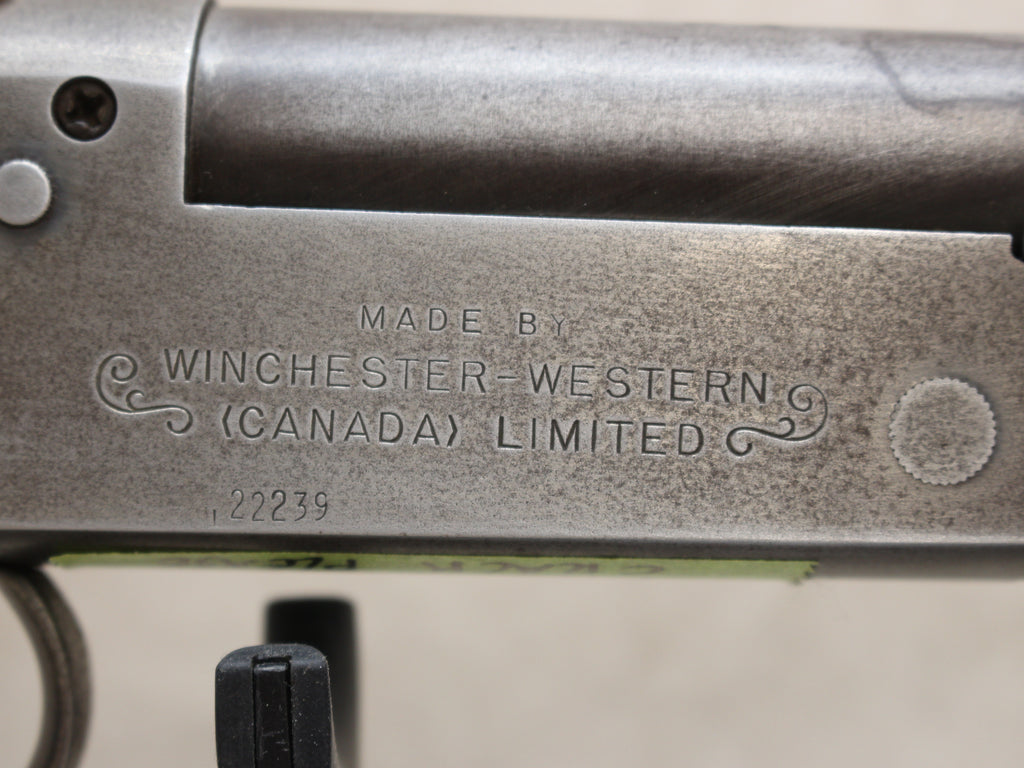 MADE BY
WINCHESTER-WESTERN
(CANADA) LIMITED
22239